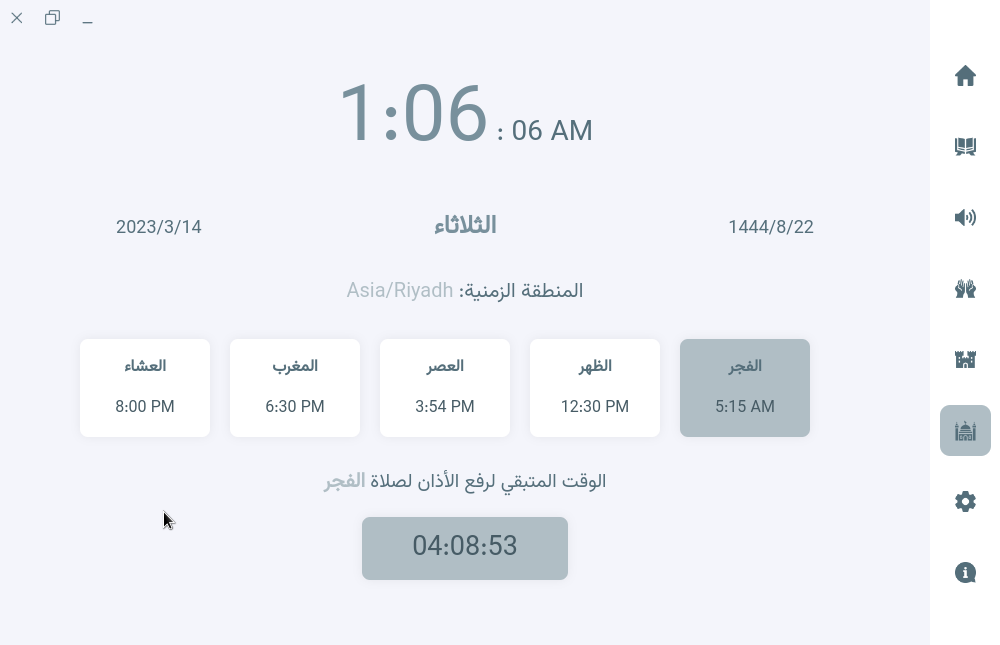 1:06 : 06 AM
1444/8/22
الثلاثاء
2023/3/14
المنطقة الزمنية: Asia/Riyadh
الفجر
5:15 AM
الظهر
12:30 PM
العصر
3:54 PM
المغرب
6:30 PM
العشاء
8:00 PM
الوقت المتبقي لرفع الأذان لصلاة الفجر
04:08:53